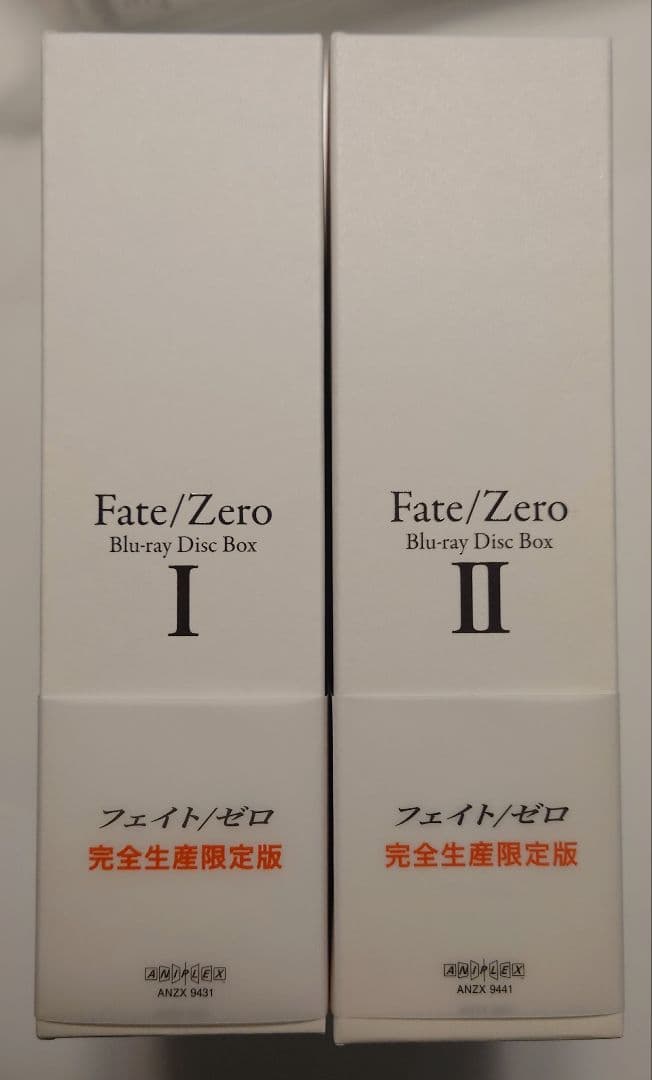 Fate/Zero
Blu-ray Disc Box
I
フェイト/ゼロ
完全生産限定版
ANIPLEX
ANZX 9431
Fate/Zero
Blu-ray Disc Box
II
フェイト/ゼロ
完全生産限定版
ANIPLEX
ANZX 9441